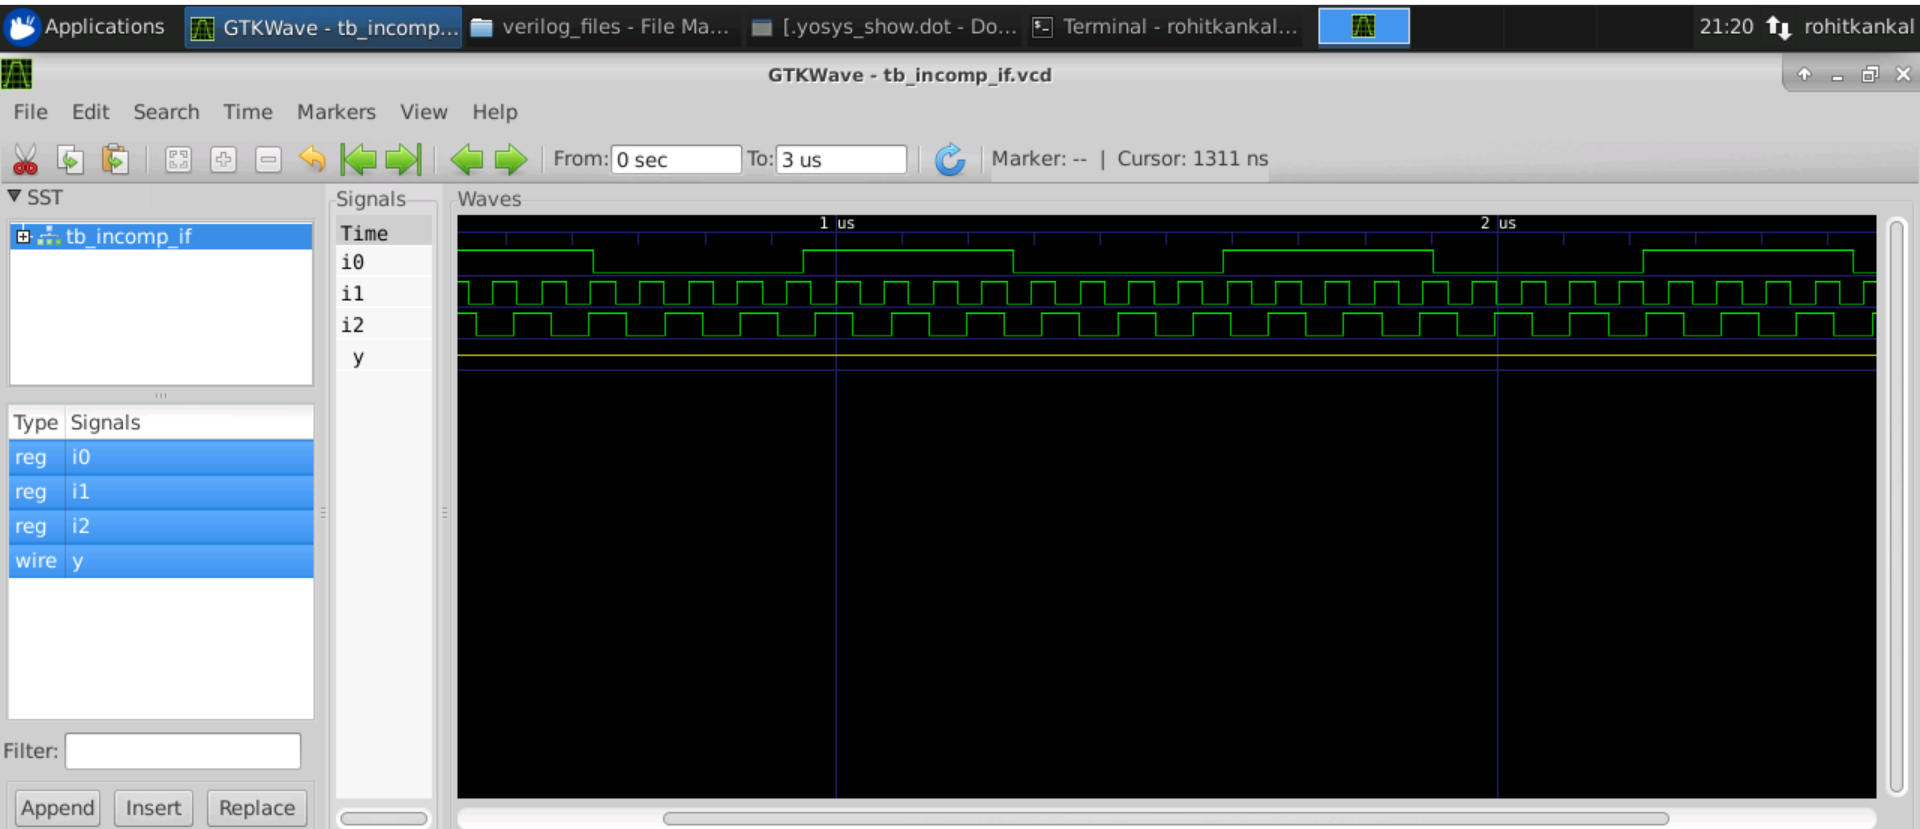 Applications GTKWave - tb_incomp... verilog_files - File Ma... [.yosys_show.dot - Do... Terminal - rohitkankal... 21:20 rohitkankal
GTKWave - tb_incomp_if.vcd
File Edit Search Time Markers View Help
From: 0 sec To: 3 us Marker: -- | Cursor: 1311 ns
SST
tb_incomp_if
Type Signals
reg i0
reg i1
reg i2
wire y
Filter:
Append Insert Replace
Signals
Time
i0
i1
i2
y
Waves
1 us 2 us